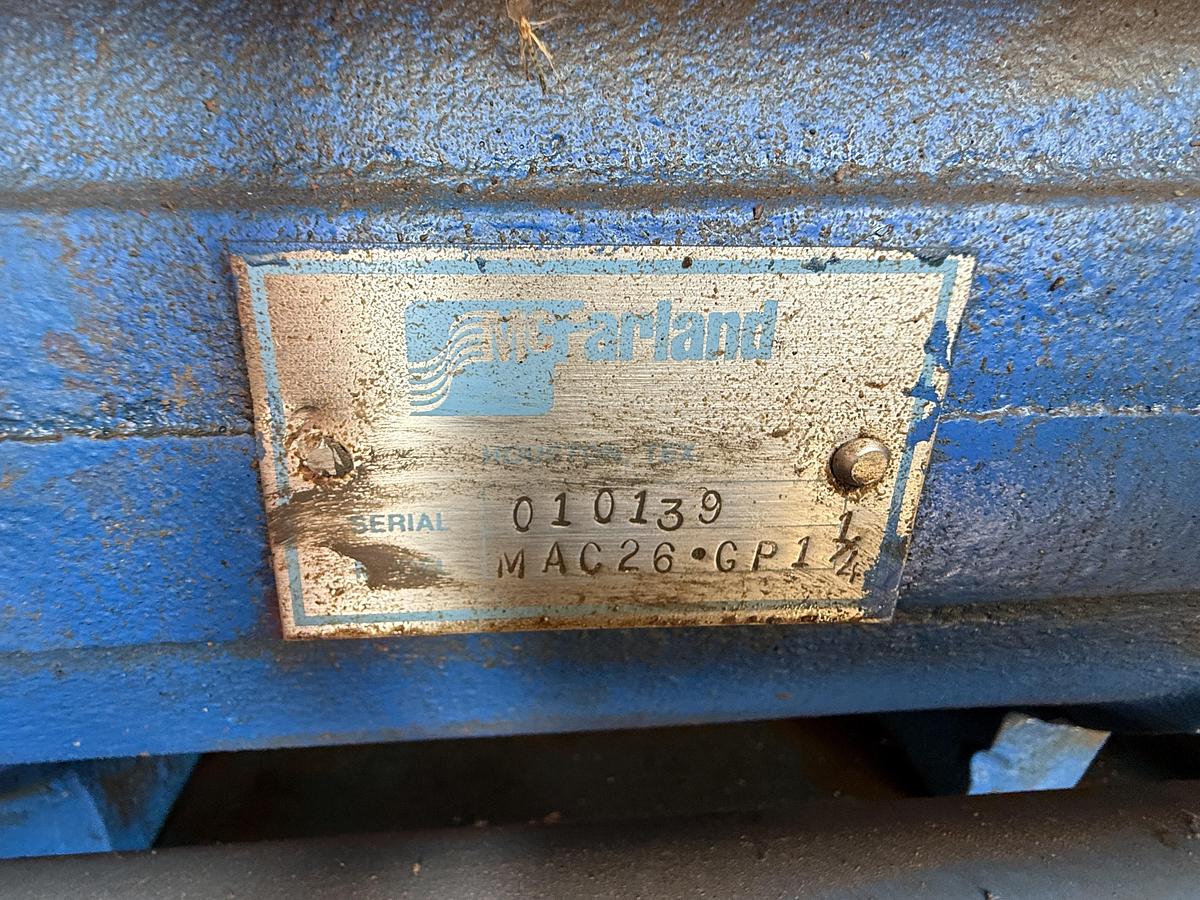 McFarland
HOUSTON, TEX.
SERIAL 010139
MAC26•GP1 1/4